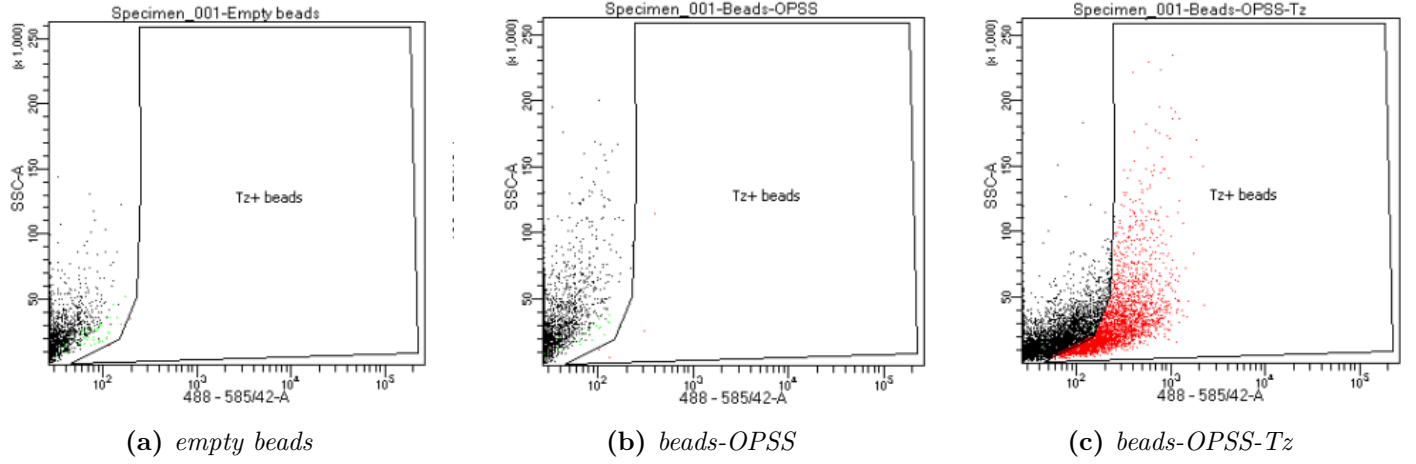 Specimen_001-Empty beads
(x 1,000)
250
200
150
100
50
SSC-A
Tz+ beads
10² 10³ 10⁴ 10⁵
488 - 585/42-A
(a) empty beads
Specimen_001-Beads-OPSS
(x 1,000)
250
200
150
100
50
SSC-A
Tz+ beads
10² 10³ 10⁴ 10⁵
488 - 585/42-A
(b) beads-OPSS
Specimen_001-Beads-OPSS-Tz
(x 1,000)
250
200
150
100
50
SSC-A
Tz+ beads
10² 10³ 10⁴ 10⁵
488 - 585/42-A
(c) beads-OPSS-Tz